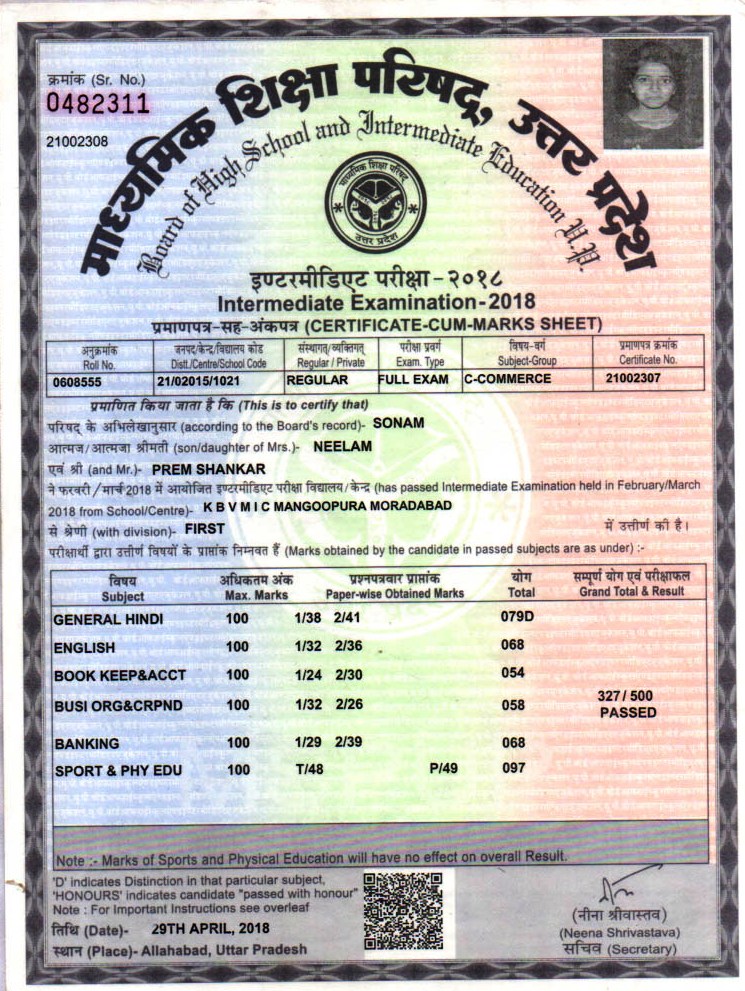 क्रमांक (Sr. No.)
0482311
21002308
माध्यमिक शिक्षा परिषद्, उत्तर प्रदेश
Board of High School and Intermediate Education U.P.
माध्यमिक शिक्षा परिषद
उत्तर प्रदेश
इण्टरमीडिएट परीक्षा-२०१८
Intermediate Examination-2018
प्रमाणपत्र-सह-अंकपत्र (CERTIFICATE-CUM-MARKS SHEET)
अनुक्रमांक जनपद/केन्द्र/विद्यालय कोड संस्थागत/व्यक्तिगत परीक्षा प्रवर्ग विषय-वर्ग प्रमाणपत्र क्रमांक
Roll No. Distt./Centre/School Code Regular / Private Exam. Type Subject-Group Certificate No.
0608555 21/02015/1021 REGULAR FULL EXAM C-COMMERCE 21002307
प्रमाणित किया जाता है कि (This is to certify that)
परिषद के अभिलेखानुसार (according to the Board's record)- SONAM
आत्मज/आत्मजा श्रीमती (son/daughter of Mrs.)- NEELAM
एवं श्री (and Mr.)- PREM SHANKAR
ने फरवरी/मार्च 2018 में आयोजित इण्टरमीडिएट परीक्षा विद्यालय/केन्द्र (has passed Intermediate Examination held in February/March
2018 from School/Centre)- K B V M I C MANGOOPURA MORADABAD
से श्रेणी (with division)- FIRST में उत्तीर्ण की है।
परीक्षार्थी द्वारा उत्तीर्ण विषयों के प्राप्तांक निम्नवत हैं (Marks obtained by the candidate in passed subjects are as under) :-
विषय अधिकतम अंक प्रश्नपत्रवार प्राप्तांक योग सम्पूर्ण योग एवं परीक्षाफल
Subject Max. Marks Paper-wise Obtained Marks Total Grand Total & Result
GENERAL HINDI 100 1/38 2/41 079D
ENGLISH 100 1/32 2/36 068
BOOK KEEP&ACCT 100 1/24 2/30 054
BUSI ORG&CRPND 100 1/32 2/26 058 327/500
PASSED
BANKING 100 1/29 2/39 068
SPORT & PHY EDU 100 T/48 P/49 097
Note :- Marks of Sports and Physical Education will have no effect on overall Result.
'D' indicates Distinction in that particular subject,
'HONOURS' indicates candidate "passed with honour"
Note : For Important Instructions see overleaf
तिथि (Date)- 29TH APRIL, 2018
स्थान (Place)- Allahabad, Uttar Pradesh
(नीना श्रीवास्तव)
(Neena Shrivastava)
सचिव (Secretary)